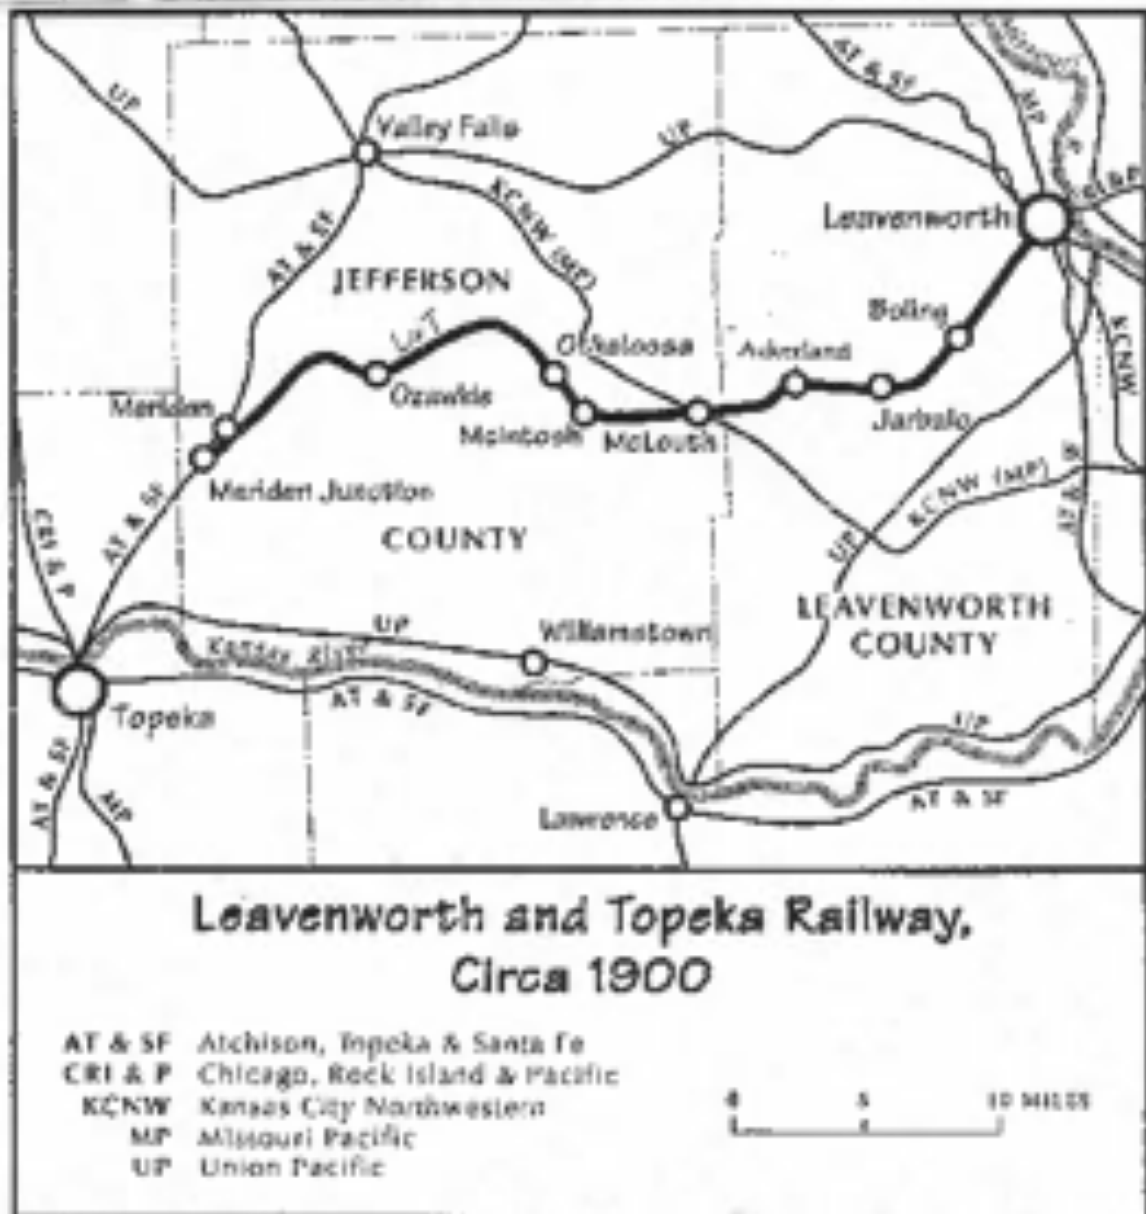 UP
AT & SF
Missouri R
MP
Valley Falls
UP
Leavenworth
AT & SF
KCNW (MP)
JEFFERSON
Boling
L & T
Oskaloosa
Ackerland
KCNW
Meriden
Ozawkie
McIntosh
McLouth
Jarbalo
Meriden Junction
KCNW (MP)
CRI & P
AT & SF
COUNTY
UP
LEAVENWORTH
COUNTY
UP
Williamstown
Kansas River
AT & SF
Topeka
UP
AT & SF
MP
Lawrence
AT & SF
Leavenworth and Topeka Railway,
Circa 1900
AT & SF Atchison, Topeka & Santa Fe
CRI & P Chicago, Rock Island & Pacific
KCNW Kansas City Northwestern
MP Missouri Pacific
UP Union Pacific
0 5 10 MILES